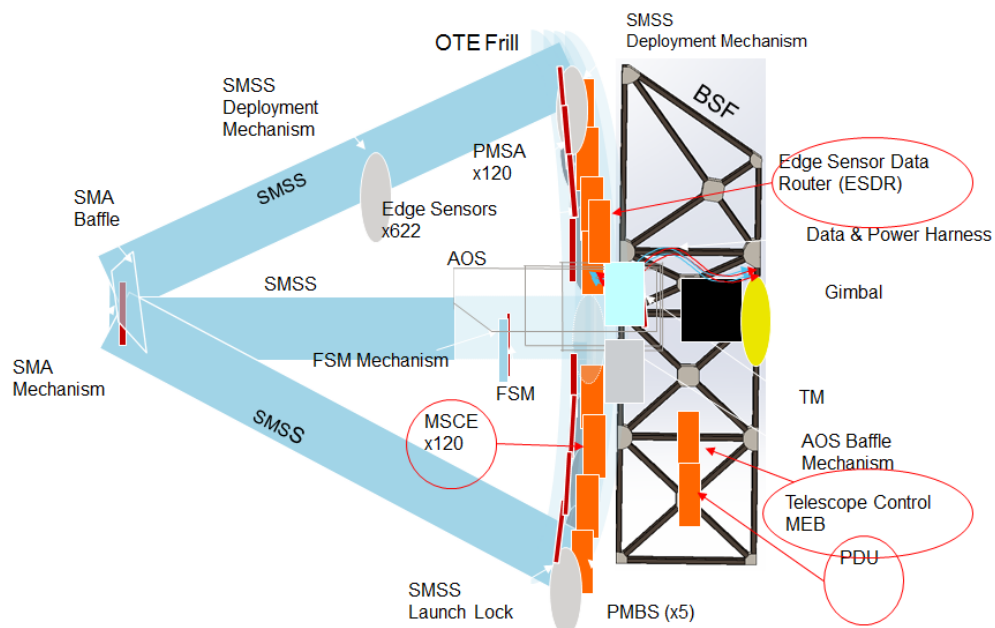 SMSS
Deployment Mechanism
OTE Frill
SMSS
Deployment
Mechanism
BSF
PMSA
x120
Edge Sensor Data
Router (ESDR)
SMSS
SMA
Baffle
Edge Sensors
x622
Data & Power Harness
AOS
SMSS
Gimbal
FSM Mechanism
SMA
Mechanism
FSM
TM
SMSS
MSCE
x120
AOS Baffle
Mechanism
Telescope Control
MEB
PDU
SMSS
Launch Lock
PMBS (x5)